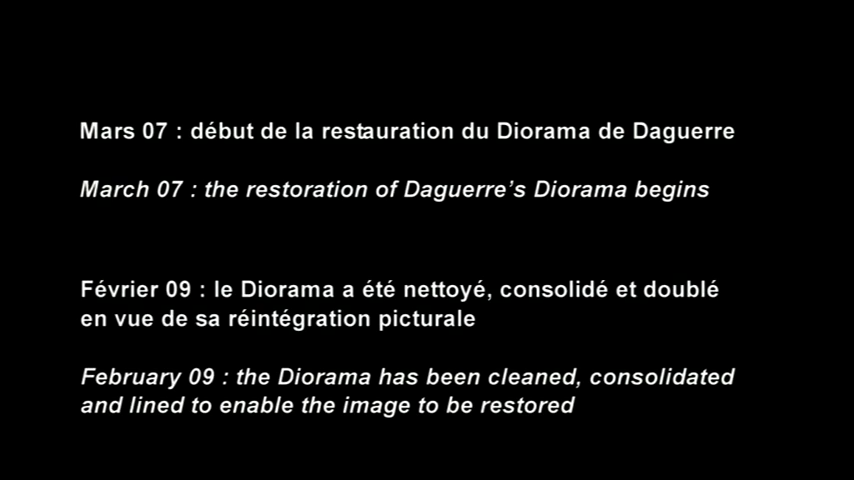 Mars 07 : début de la restauration du Diorama de Daguerre
March 07 : the restoration of Daguerre’s Diorama begins
Février 09 : le Diorama a été nettoyé, consolidé et doublé
en vue de sa réintégration picturale
February 09 : the Diorama has been cleaned, consolidated
and lined to enable the image to be restored